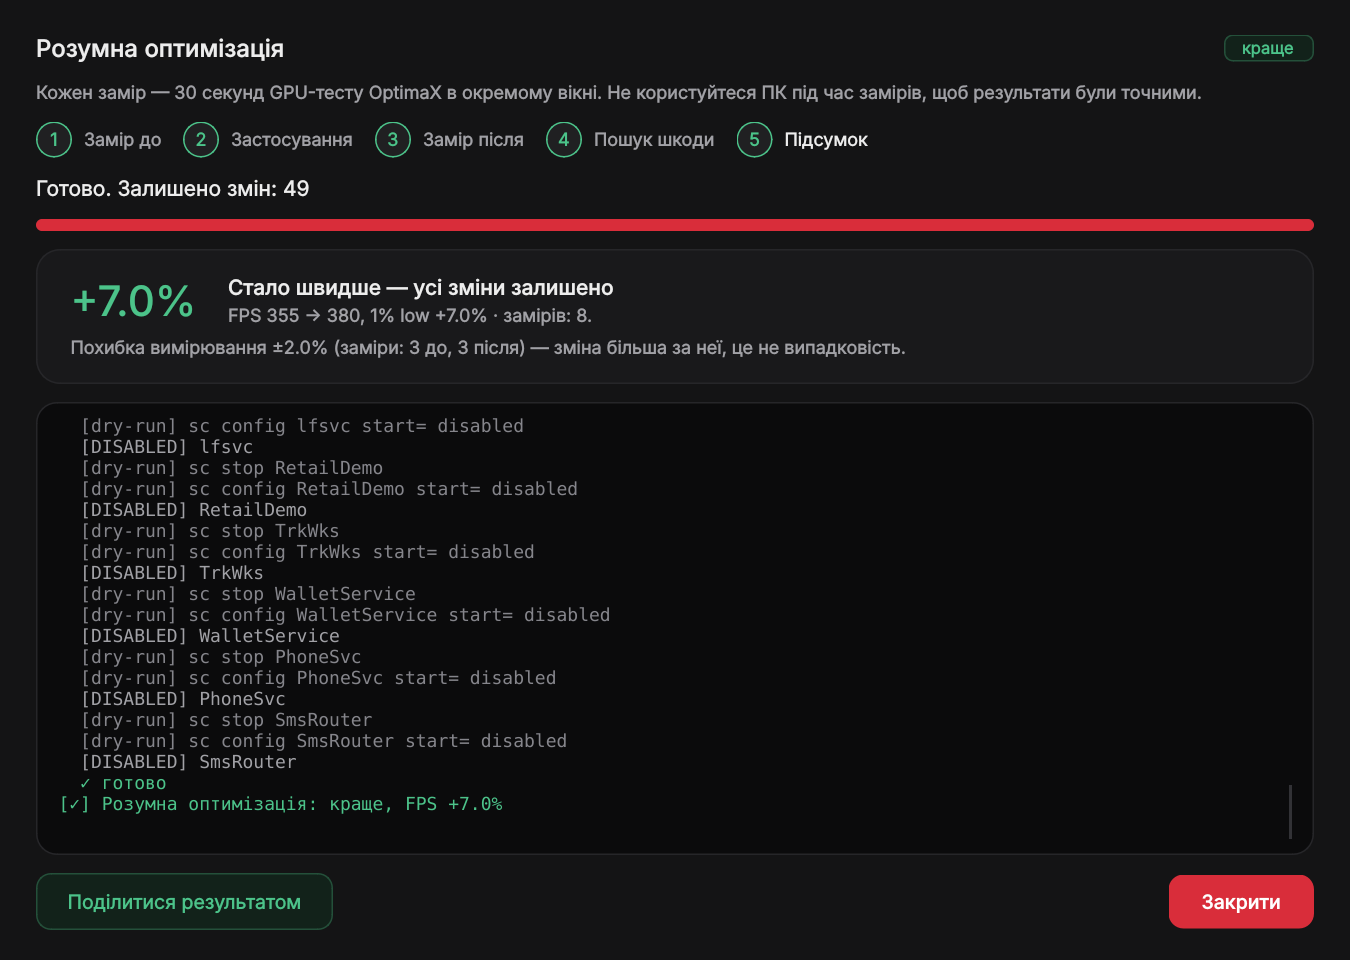 Розумна оптимізація
краще
Кожен замір — 30 секунд GPU-тесту OptimaX в окремому вікні. Не користуйтеся ПК під час замірів, щоб результати були точними.
1 Замір до 2 Застосування 3 Замір після 4 Пошук шкоди 5 Підсумок
Готово. Залишено змін: 49
+7.0%
Стало швидше — усі зміни залишено
FPS 355 → 380, 1% low +7.0% · замірів: 8.
Похибка вимірювання ±2.0% (заміри: 3 до, 3 після) — зміна більша за неї, це не випадковість.
[dry-run] sc config lfsvc start= disabled
[DISABLED] lfsvc
[dry-run] sc stop RetailDemo
[dry-run] sc config RetailDemo start= disabled
[DISABLED] RetailDemo
[dry-run] sc stop TrkWks
[dry-run] sc config TrkWks start= disabled
[DISABLED] TrkWks
[dry-run] sc stop WalletService
[dry-run] sc config WalletService start= disabled
[DISABLED] WalletService
[dry-run] sc stop PhoneSvc
[dry-run] sc config PhoneSvc start= disabled
[DISABLED] PhoneSvc
[dry-run] sc stop SmsRouter
[dry-run] sc config SmsRouter start= disabled
[DISABLED] SmsRouter
✓ готово
[✓] Розумна оптимізація: краще, FPS +7.0%
Поділитися результатом
Закрити